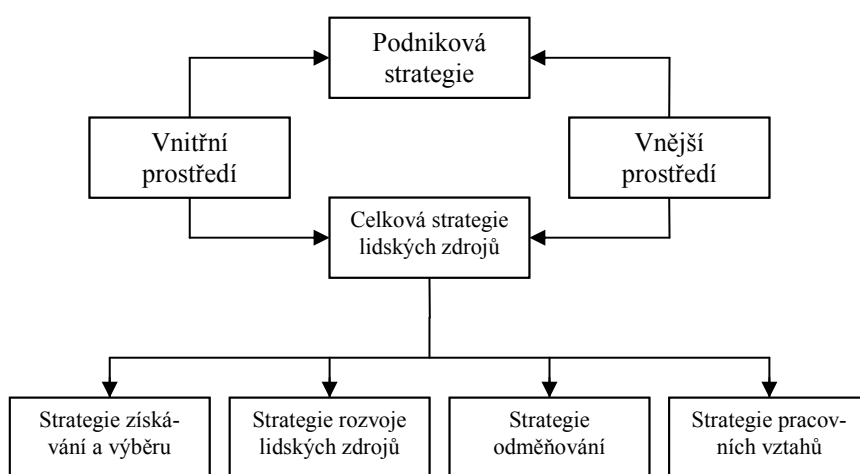 Podniková
strategie
Vnitřní
prostředí
Vnější
prostředí
Celková strategie
lidských zdrojů
Strategie získá-
vání a výběru
Strategie rozvoje
lidských zdrojů
Strategie
odměňování
Strategie pracov-
ních vztahů